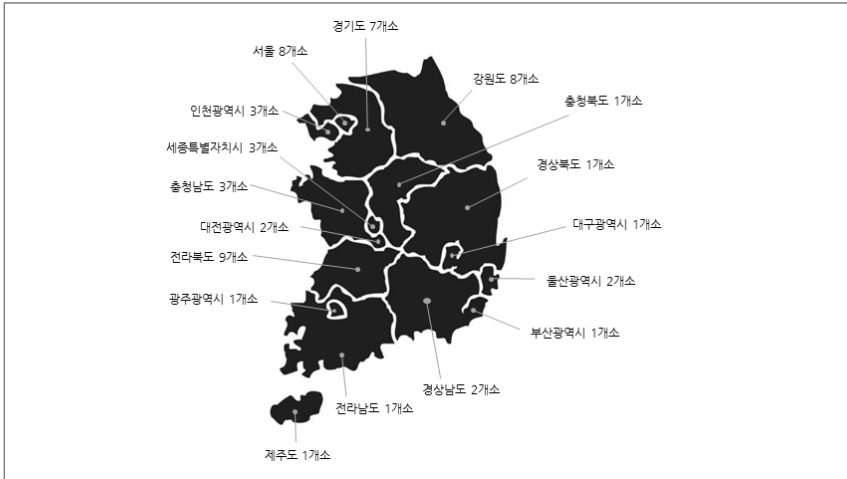 경기도 7개소
서울 8개소
강원도 8개소
충청북도 1개소
인천광역시 3개소
세종특별자치시 3개소
경상북도 1개소
충청남도 3개소
대전광역시 2개소
대구광역시 1개소
전라북도 9개소
울산광역시 2개소
광주광역시 1개소
부산광역시 1개소
경상남도 2개소
전라남도 1개소
제주도 1개소